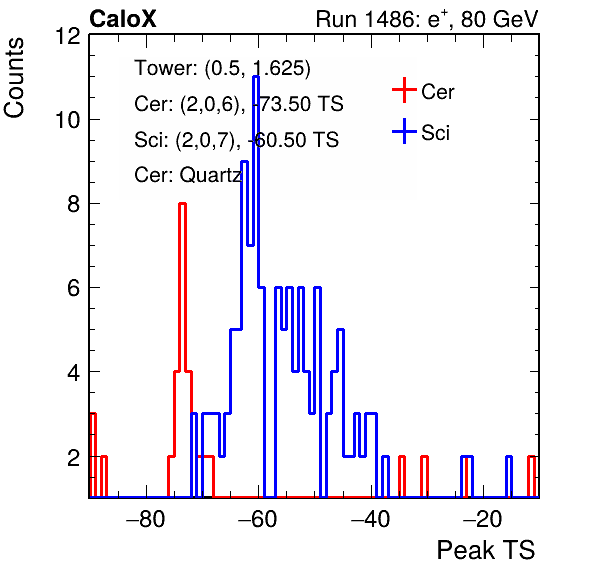 CaloX Run 1486: e⁺, 80 GeV
Counts
12
10
8
6
4
2
Tower: (0.5, 1.625)
Cer: (2,0,6), -73.50 TS
Sci: (2,0,7), -60.50 TS
Cer: Quartz
Cer
Sci
−80 −60 −40 −20
Peak TS